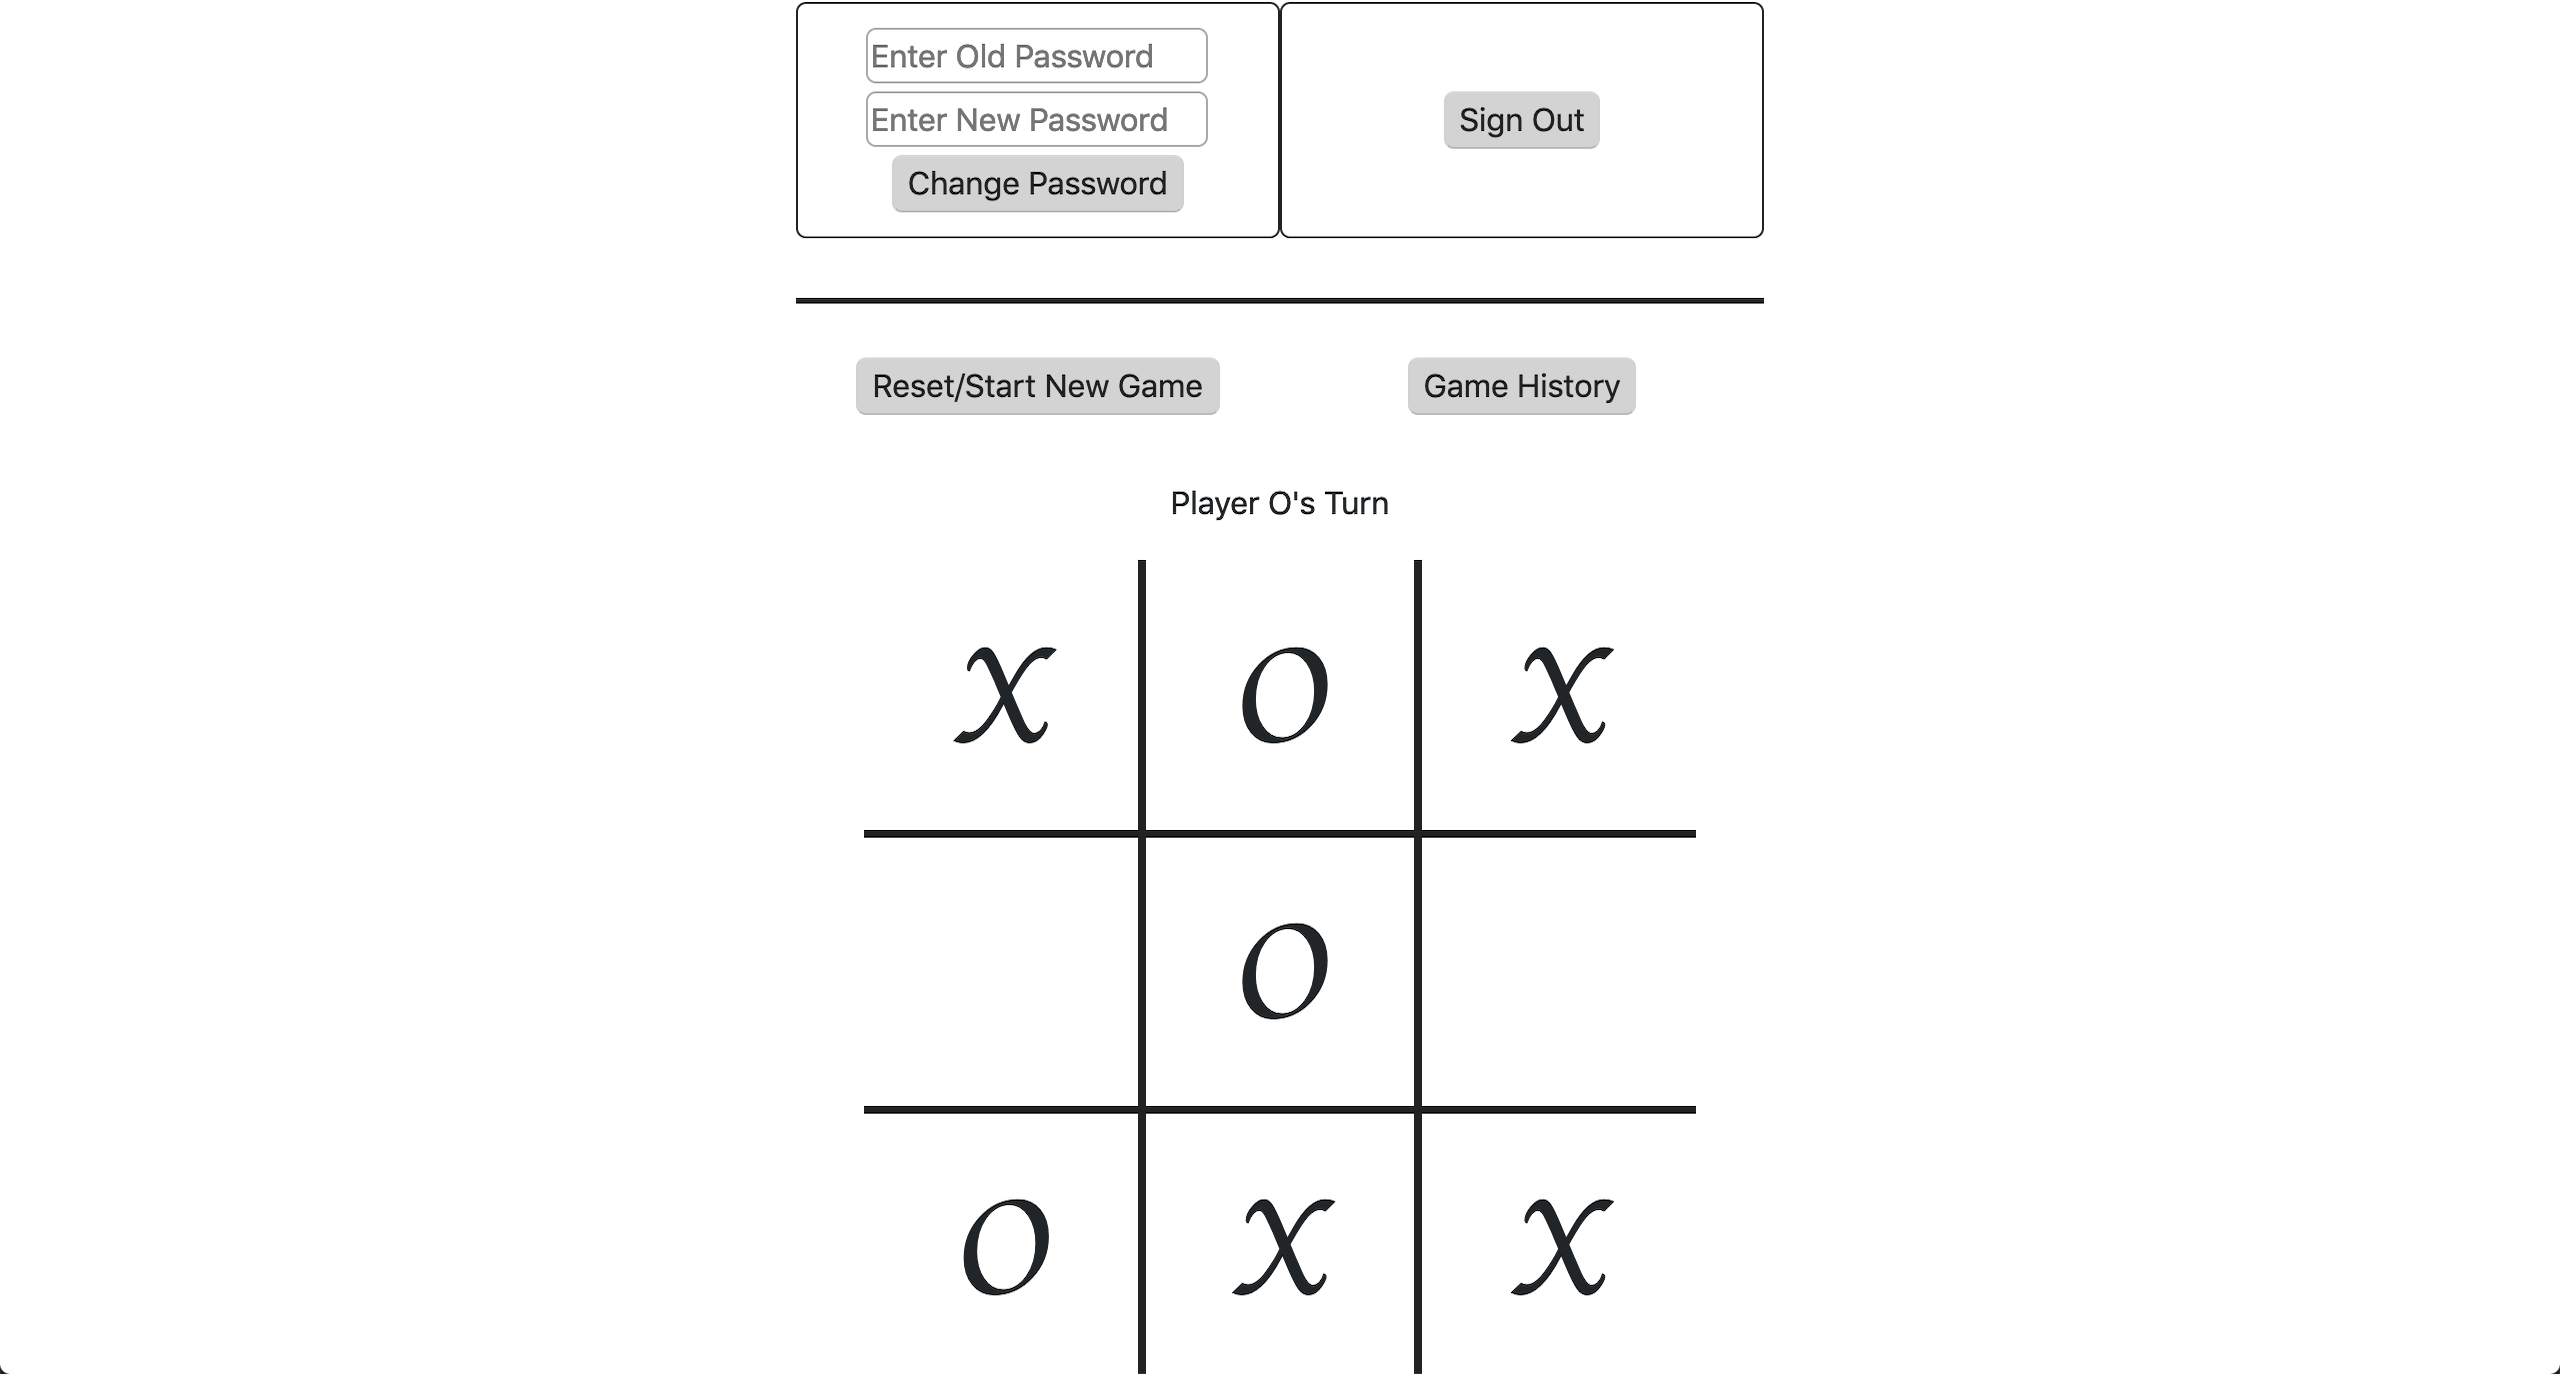 Enter Old Password
Enter New Password
Change Password
Sign Out
Reset/Start New Game
Game History
Player O's Turn
X O X
O
O X X